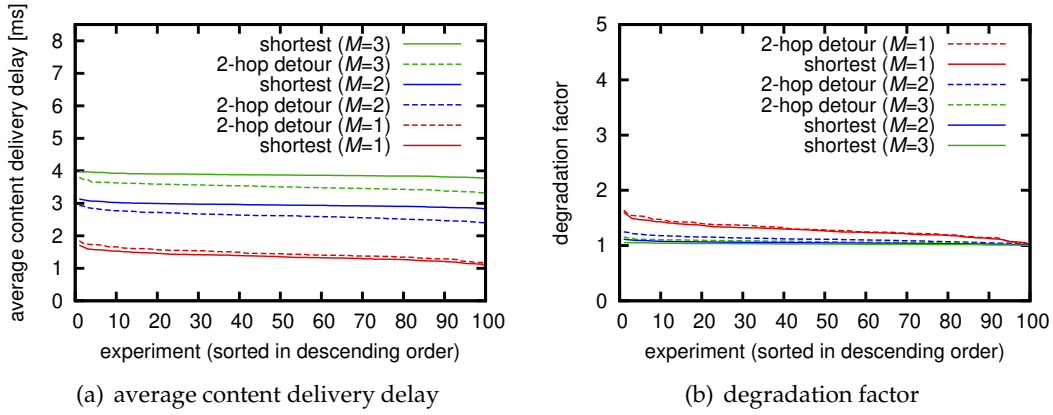 average content delivery delay [ms]
8
7
6
5
4
3
2
1
0
shortest (M=3)
2-hop detour (M=3)
shortest (M=2)
2-hop detour (M=2)
2-hop detour (M=1)
shortest (M=1)
0 10 20 30 40 50 60 70 80 90 100
experiment (sorted in descending order)
(a) average content delivery delay
degradation factor
5
4
3
2
1
0
2-hop detour (M=1)
shortest (M=1)
2-hop detour (M=2)
2-hop detour (M=3)
shortest (M=2)
shortest (M=3)
0 10 20 30 40 50 60 70 80 90 100
experiment (sorted in descending order)
(b) degradation factor